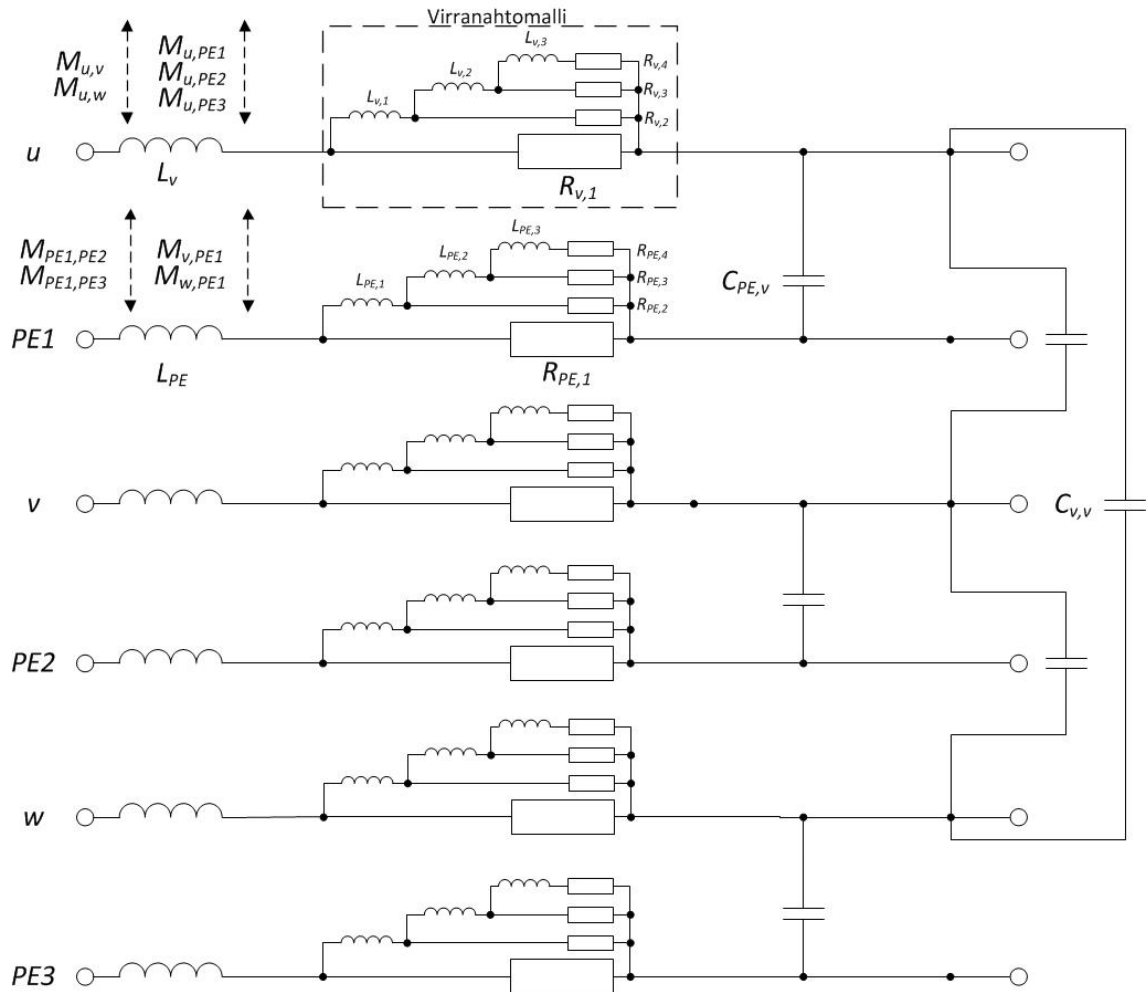 Virranahtomalli
L_v,3
M_u,v
M_u,w
M_u,PE1
M_u,PE2
M_u,PE3
L_v,2
L_v,1
R_v,4
R_v,3
R_v,2
u
L_v
R_v,1
M_PE1,PE2
M_PE1,PE3
M_v,PE1
M_w,PE1
L_PE,3
L_PE,2
L_PE,1
R_PE,4
R_PE,3
R_PE,2
C_PE,v
PE1
L_PE
R_PE,1
v
C_v,v
PE2
w
PE3